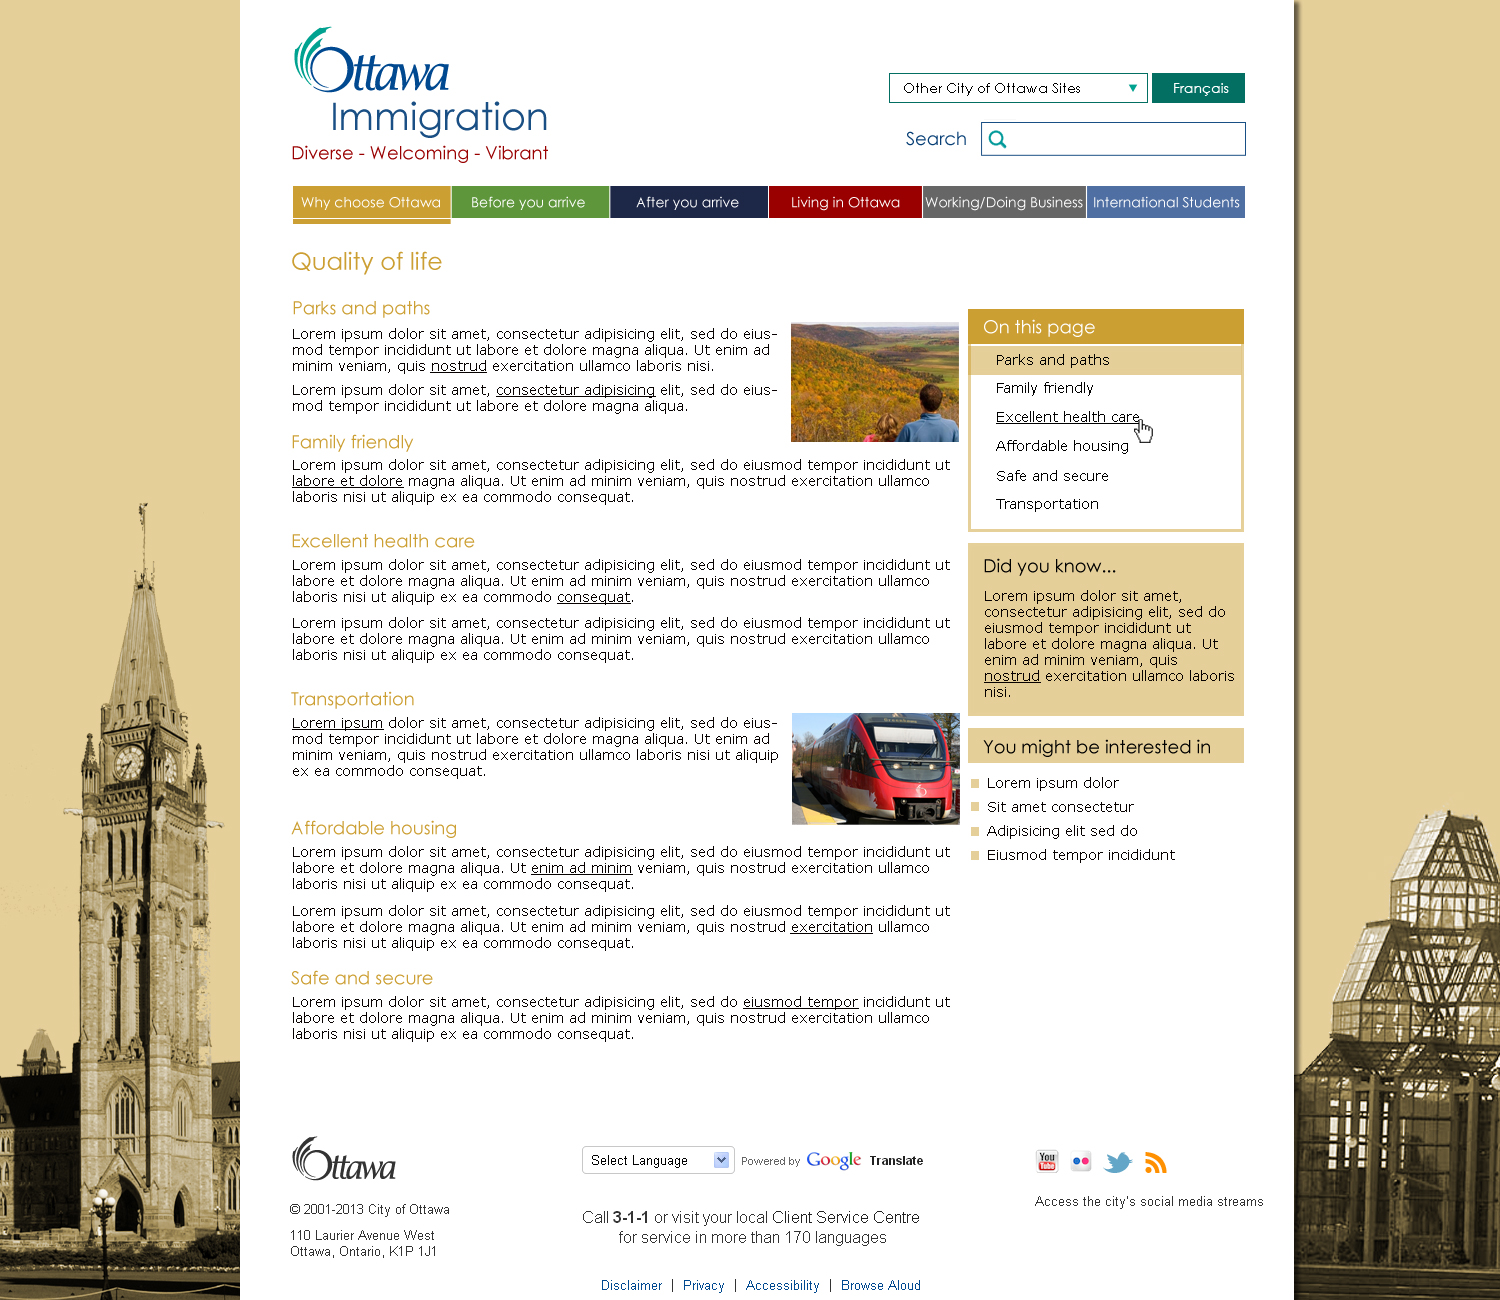 Ottawa
Immigration
Diverse - Welcoming - Vibrant
Other City of Ottawa Sites
Français
Search
Why choose Ottawa
Before you arrive
After you arrive
Living in Ottawa
Working/Doing Business
International Students
Quality of life
Parks and paths
Lorem ipsum dolor sit amet, consectetur adipisicing elit, sed do eius-
mod tempor incididunt ut labore et dolore magna aliqua. Ut enim ad
minim veniam, quis nostrud exercitation ullamco laboris nisi.
Lorem ipsum dolor sit amet, consectetur adipisicing elit, sed do eius-
mod tempor incididunt ut labore et dolore magna aliqua.
Family friendly
Lorem ipsum dolor sit amet, consectetur adipisicing elit, sed do eiusmod tempor incididunt ut
labore et dolore magna aliqua. Ut enim ad minim veniam, quis nostrud exercitation ullamco
laboris nisi ut aliquip ex ea commodo consequat.
Excellent health care
Lorem ipsum dolor sit amet, consectetur adipisicing elit, sed do eiusmod tempor incididunt ut
labore et dolore magna aliqua. Ut enim ad minim veniam, quis nostrud exercitation ullamco
laboris nisi ut aliquip ex ea commodo consequat.
Lorem ipsum dolor sit amet, consectetur adipisicing elit, sed do eiusmod tempor incididunt ut
labore et dolore magna aliqua. Ut enim ad minim veniam, quis nostrud exercitation ullamco
laboris nisi ut aliquip ex ea commodo consequat.
Transportation
Lorem ipsum dolor sit amet, consectetur adipisicing elit, sed do eius-
mod tempor incididunt ut labore et dolore magna aliqua. Ut enim ad
minim veniam, quis nostrud exercitation ullamco laboris nisi ut aliquip
ex ea commodo consequat.
Affordable housing
Lorem ipsum dolor sit amet, consectetur adipisicing elit, sed do eiusmod tempor incididunt ut
labore et dolore magna aliqua. Ut enim ad minim veniam, quis nostrud exercitation ullamco
laboris nisi ut aliquip ex ea commodo consequat.
Lorem ipsum dolor sit amet, consectetur adipisicing elit, sed do eiusmod tempor incididunt ut
labore et dolore magna aliqua. Ut enim ad minim veniam, quis nostrud exercitation ullamco
laboris nisi ut aliquip ex ea commodo consequat.
Safe and secure
Lorem ipsum dolor sit amet, consectetur adipisicing elit, sed do eiusmod tempor incididunt ut
labore et dolore magna aliqua. Ut enim ad minim veniam, quis nostrud exercitation ullamco
laboris nisi ut aliquip ex ea commodo consequat.
On this page
Parks and paths
Family friendly
Excellent health care
Affordable housing
Safe and secure
Transportation
Did you know...
Lorem ipsum dolor sit amet,
consectetur adipisicing elit, sed do
eiusmod tempor incididunt ut
labore et dolore magna aliqua. Ut
enim ad minim veniam, quis
nostrud exercitation ullamco laboris
nisi.
You might be interested in
Lorem ipsum dolor
Sit amet consectetur
Adipisicing elit sed do
Eiusmod tempor incididunt
Ottawa
© 2001-2013 City of Ottawa
110 Laurier Avenue West
Ottawa, Ontario, K1P 1J1
Select Language
Powered by Google Translate
Call 3-1-1 or visit your local Client Service Centre
for service in more than 170 languages
Disclaimer | Privacy | Accessibility | Browse Aloud
You Tube
Access the city's social media streams